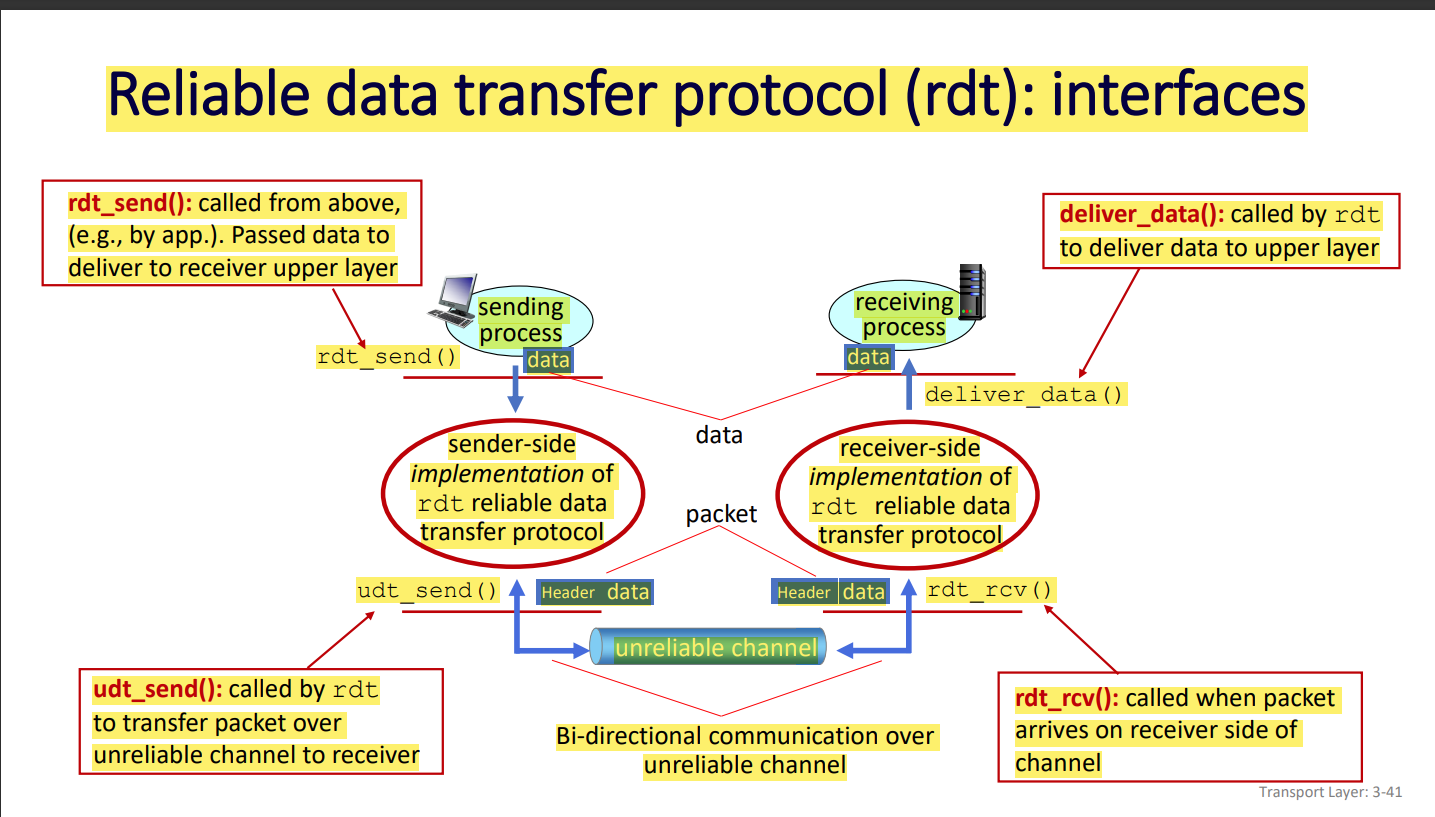 Reliable data transfer protocol (rdt): interfaces
rdt_send(): called from above,
(e.g., by app.). Passed data to
deliver to receiver upper layer
deliver_data(): called by rdt
to deliver data to upper layer
sending
process
receiving
process
rdt_send()
data
data
deliver_data()
data
sender-side
implementation of
rdt reliable data
transfer protocol
receiver-side
implementation of
rdt reliable data
transfer protocol
packet
udt_send()
Header data
Header data
rdt_rcv()
unreliable channel
udt_send(): called by rdt
to transfer packet over
unreliable channel to receiver
Bi-directional communication over
unreliable channel
rdt_rcv(): called when packet
arrives on receiver side of
channel
Transport Layer: 3-41